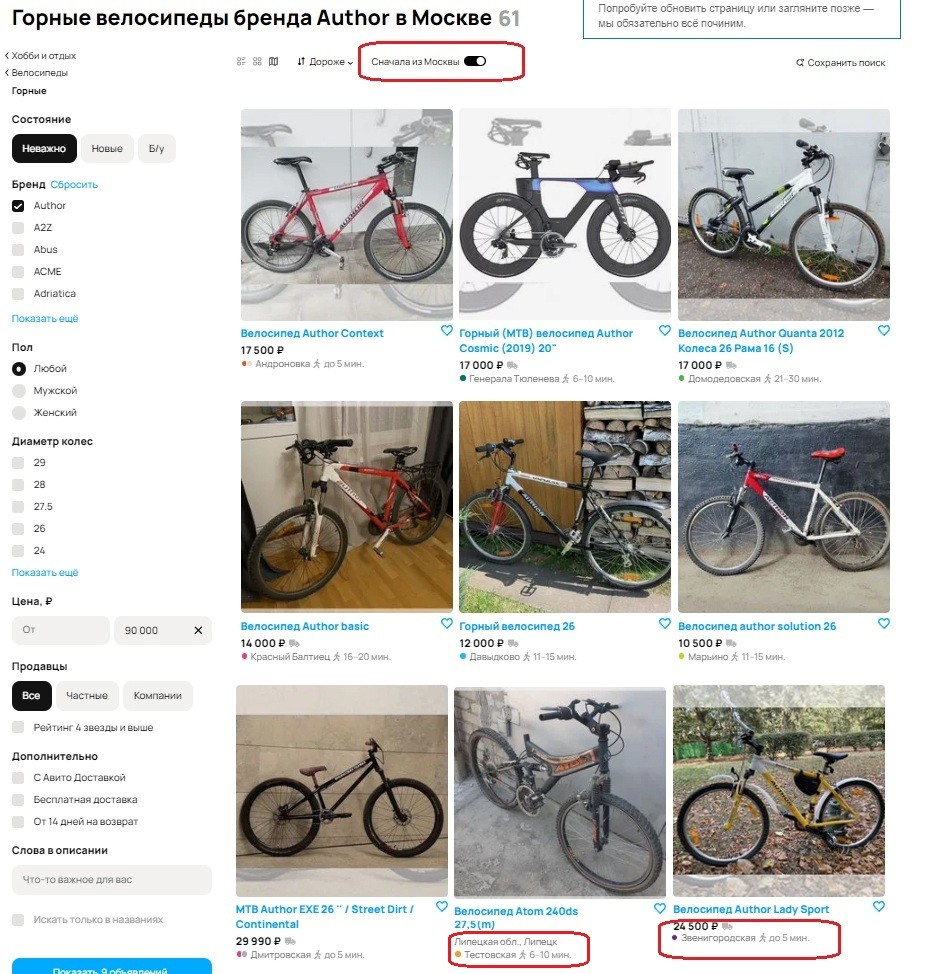 Горные велосипеды бренда Author в Москве 61
Попробуйте обновить страницу или загляните позже —
мы обязательно всё починим.
Хобби и отдых
Велосипеды
Горные
Дороже
Сначала из Москвы
Сохранить поиск
Состояние
Неважно
Новые
Б/у
Бренд Сбросить
Author
A2Z
Abus
ACME
Adriatica
Показать ещё
Пол
Любой
Мужской
Женский
Диаметр колес
29
28
27.5
26
24
Показать ещё
Цена, ₽
От
90 000
Продавцы
Все
Частные
Компании
Рейтинг 4 звезды и выше
Дополнительно
С Авито Доставкой
Бесплатная доставка
От 14 дней на возврат
Слова в описании
Что-то важное для вас
Искать только в названиях
Показать 9 объявлений
Велосипед Author Context
17 500 ₽
Андроновка до 5 мин.
Горный (MTB) велосипед Author
Cosmic (2019) 20"
17 000 ₽
Генерала Тюленева 6–10 мин.
Велосипед Author Quanta 2012
Колеса 26 Рама 16 (S)
17 000 ₽
Домодедовская 21–30 мин.
Велосипед Author basic
14 000 ₽
Красный Балтиец 16–20 мин.
Горный велосипед 26
12 000 ₽
Давыдково 11–15 мин.
Велосипед author solution 26
10 500 ₽
Марьино 11–15 мин.
MTB Author EXE 26 '' / Street Dirt /
Continental
29 990 ₽
Дмитровская до 5 мин.
Велосипед Atom 240ds
27,5(m)
Липецкая обл., Липецк
Тестовская 6–10 мин.
Велосипед Author Lady Sport
24 500 ₽
Звенигородская до 5 мин.